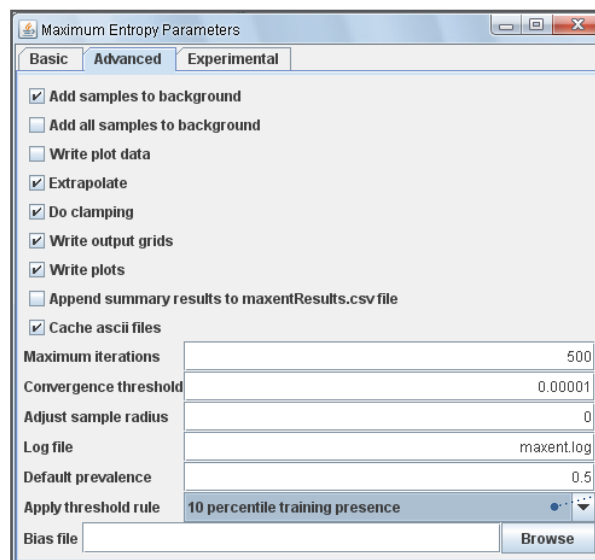 Maximum Entropy Parameters
Basic Advanced Experimental
Add samples to background
Add all samples to background
Write plot data
Extrapolate
Do clamping
Write output grids
Write plots
Append summary results to maxentResults.csv file
Cache ascii files
Maximum iterations 500
Convergence threshold 0.00001
Adjust sample radius 0
Log file maxent.log
Default prevalence 0.5
Apply threshold rule 10 percentile training presence
Bias file Browse